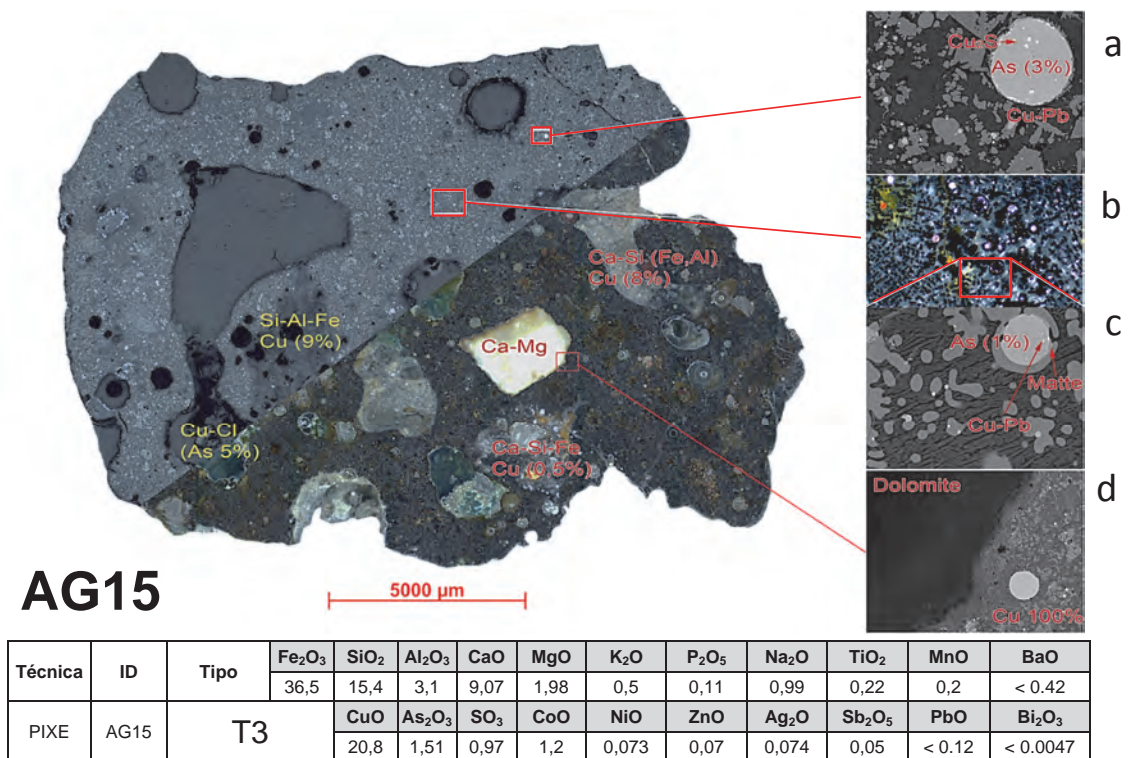 a
Cu-S
As (3%)
Cu-Pb
b
Ca-Si (Fe,Al)
Cu (8%)
Si-Al-Fe
Cu (9%)
Ca-Mg
c
As (1%)
Matte
Cu-Pb
Cu-Cl
(As 5%)
Ca-Si-Fe
Cu (0,5%)
d
Dolomite
Cu 100%
AG15
5000 µm
Técnica ID Tipo Fe₂O₃ SiO₂ Al₂O₃ CaO MgO K₂O P₂O₅ Na₂O TiO₂ MnO BaO
36,5 15,4 3,1 9,07 1,98 0,5 0,11 0,99 0,22 0,2 < 0.42
PIXE AG15 T3 CuO As₂O₃ SO₃ CoO NiO ZnO Ag₂O Sb₂O₅ PbO Bi₂O₃
20,8 1,51 0,97 1,2 0,073 0,07 0,074 0,05 < 0.12 < 0.0047